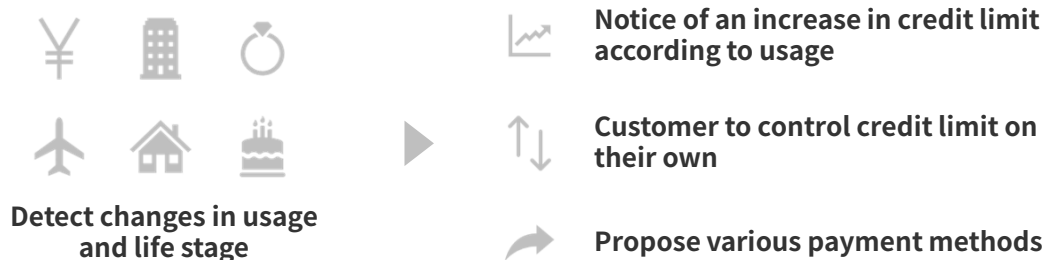 Notice of an increase in credit limit
according to usage
Customer to control credit limit on
their own
Detect changes in usage
and life stage
Propose various payment methods